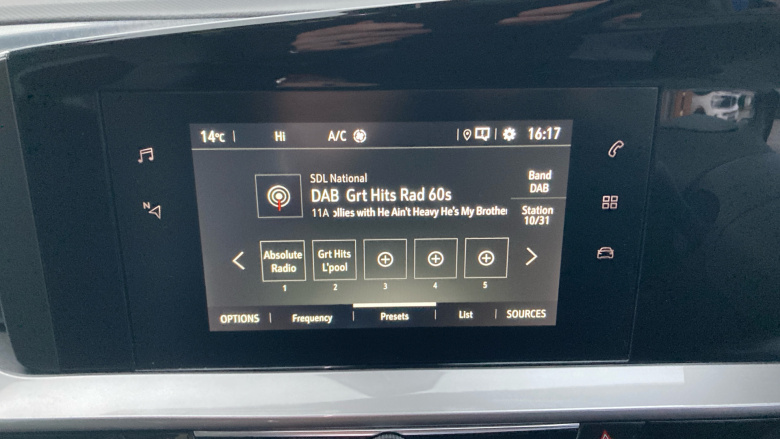 14°C | Hi A/C | | 16:17
SDL National
DAB Grt Hits Rad 60s
11A ollies with He Ain't Heavy He's My Brother
Band
DAB
Station
10/31
N
Absolute
Radio
Grt Hits
L'pool
1 2 3 4 5
OPTIONS | Frequency | Presets | List | SOURCES